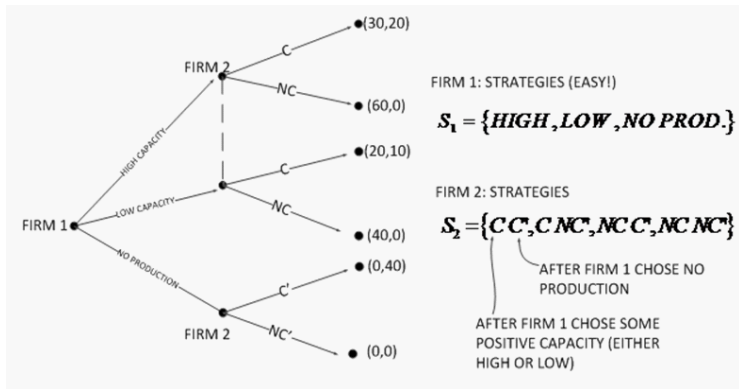 (30,20)
C
FIRM 2
NC
(60,0)
HIGH CAPACITY
(20,10)
C
LOW CAPACITY
NC
FIRM 1
(40,0)
NO PRODUCTION
(0,40)
C'
FIRM 2
NC'
(0,0)
FIRM 1: STRATEGIES (EASY!)
S₁ = {HIGH ,LOW ,NO PROD.}
FIRM 2: STRATEGIES
S₂ ={C C',C NC',NC C',NC NC'}
AFTER FIRM 1 CHOSE NO
PRODUCTION
AFTER FIRM 1 CHOSE SOME
POSITIVE CAPACITY (EITHER
HIGH OR LOW)